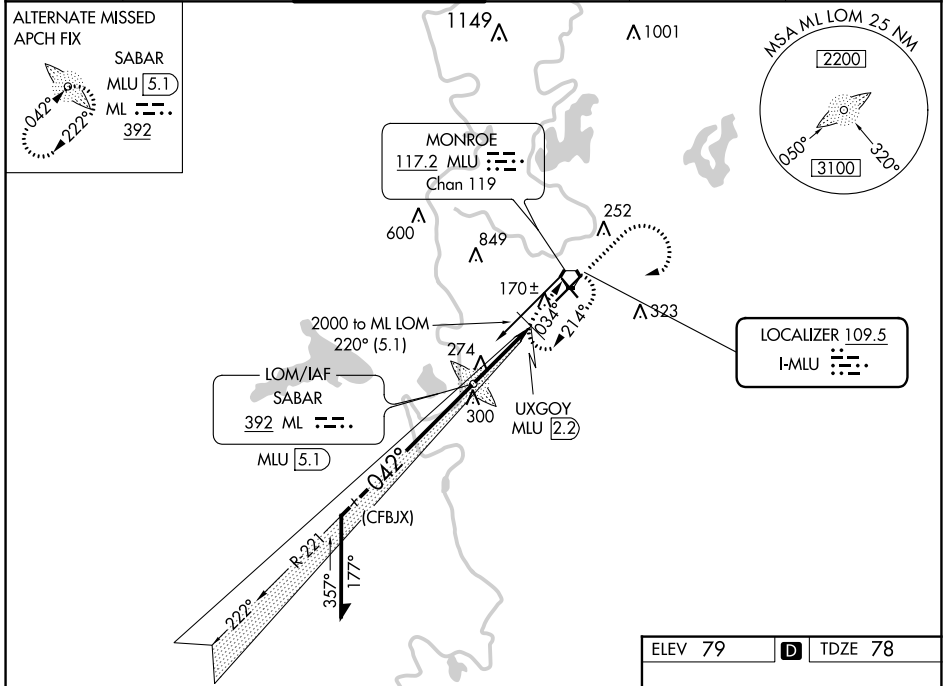 ALTERNATE MISSED
APCH FIX
SABAR
MLU 5.1
ML
392
042°
222°
1149
1001
MSA ML LOM 25 NM
2200
050°
320°
3100
MONROE
117.2 MLU
Chan 119
600
849
252
170±
034°
214°
323
2000 to ML LOM
220° (5.1)
274
LOCALIZER 109.5
I-MLU
LOM/IAF
SABAR
392 ML
MLU 5.1
300
UXGOY
MLU 2.2
042°
(CFBJX)
R-221
222°
357°
177°
ELEV 79
D
TDZE 78